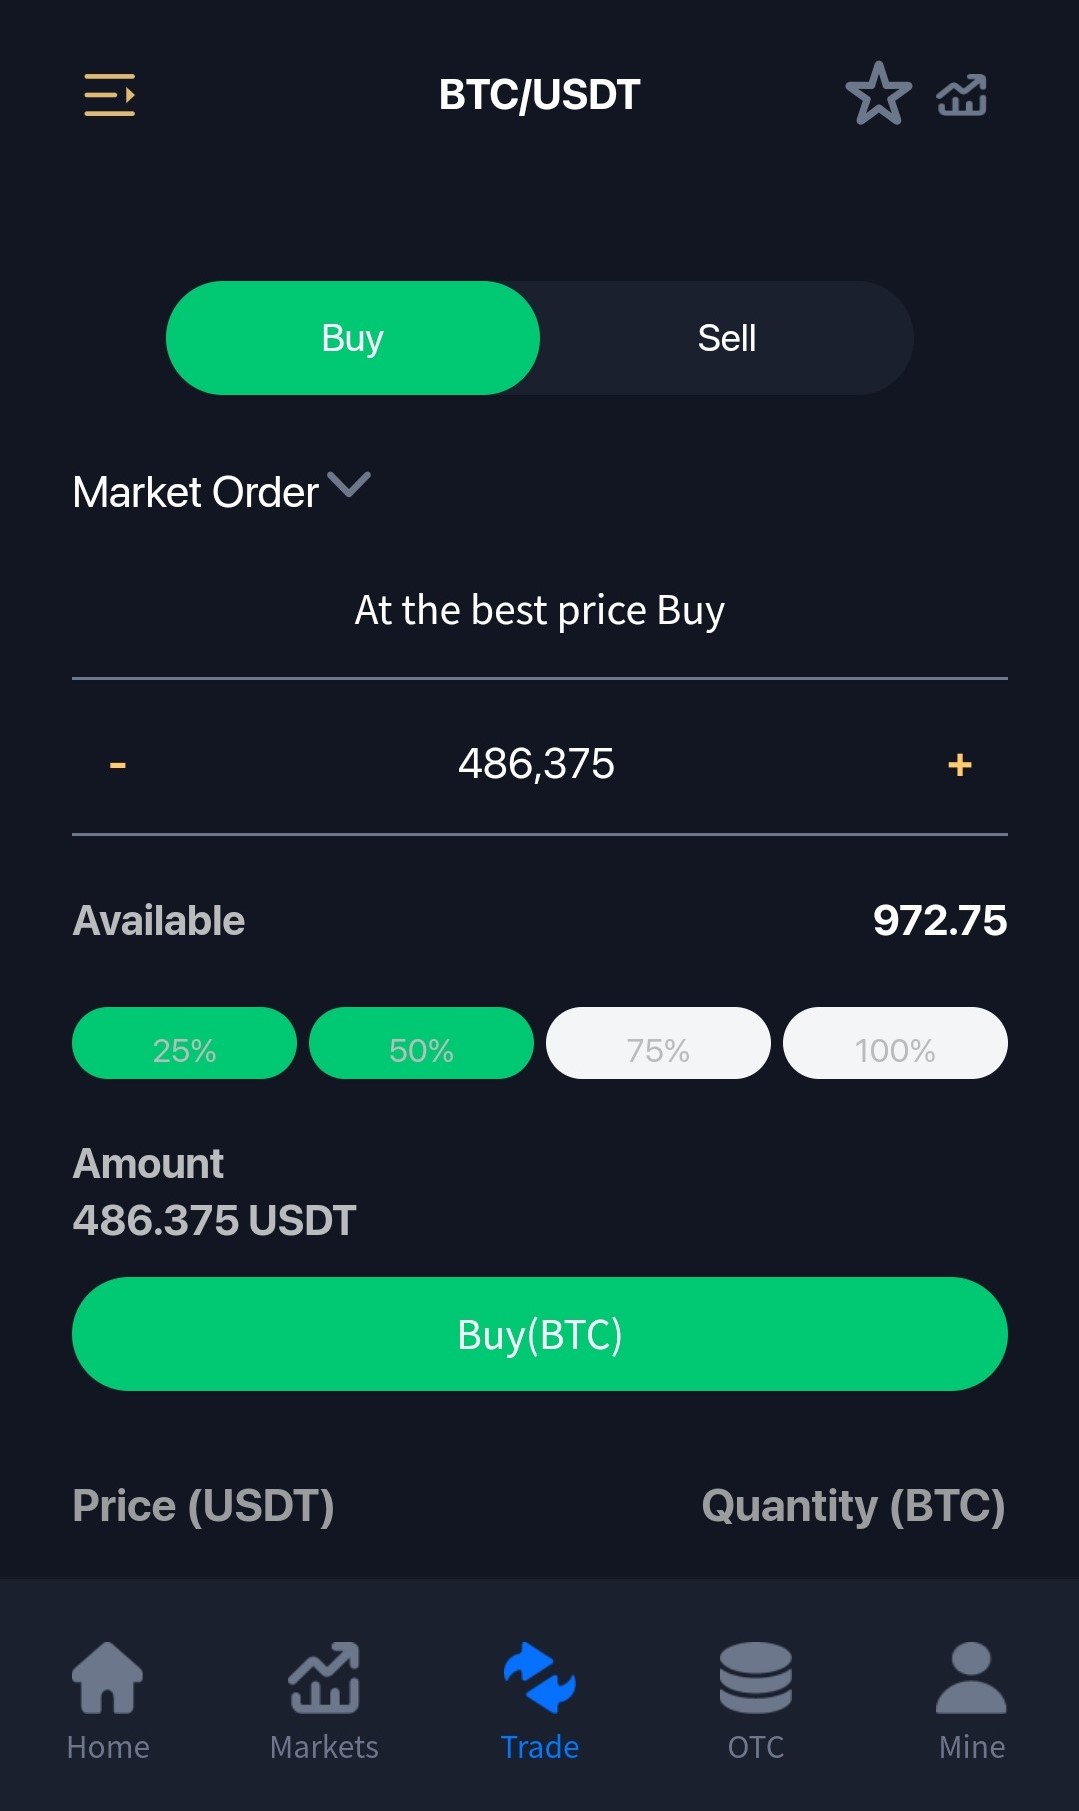 BTC/USDT
Buy Sell
Market Order
At the best price Buy
- 486,375 +
Available 972.75
25% 50% 75% 100%
Amount
486.375 USDT
Buy(BTC)
Price (USDT) Quantity (BTC)
Home Markets Trade OTC Mine